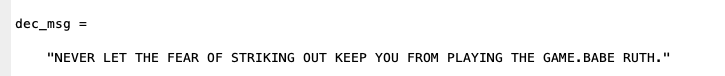 dec_msg =
"NEVER LET THE FEAR OF STRIKING OUT KEEP YOU FROM PLAYING THE GAME.BABE RUTH."